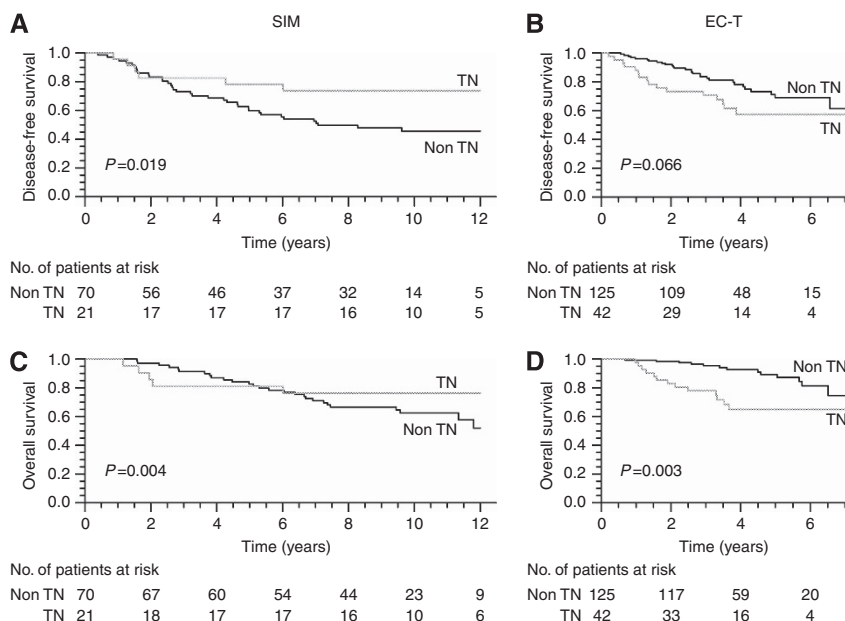 A SIM
1.0
0.8
0.6
0.4
0.2
0.0
Disease-free survival
TN
Non TN
P=0.019
0 2 4 6 8 10 12
Time (years)
No. of patients at risk
Non TN 70 56 46 37 32 14 5
TN 21 17 17 17 16 10 5
B EC-T
1.0
0.8
0.6
0.4
0.2
0.0
Disease-free survival
Non TN
TN
P=0.066
0 2 4 6
Time (years)
No. of patients at risk
Non TN 125 109 48 15
TN 42 29 14 4
C
1.0
0.8
0.6
0.4
0.2
0.0
Overall survival
TN
Non TN
P=0.004
0 2 4 6 8 10 12
Time (years)
No. of patients at risk
Non TN 70 67 60 54 44 23 9
TN 21 18 17 17 16 10 6
D
1.0
0.8
0.6
0.4
0.2
0.0
Overall survival
Non TN
TN
P=0.003
0 2 4 6
Time (years)
No. of patients at risk
Non TN 125 117 59 20
TN 42 33 16 4